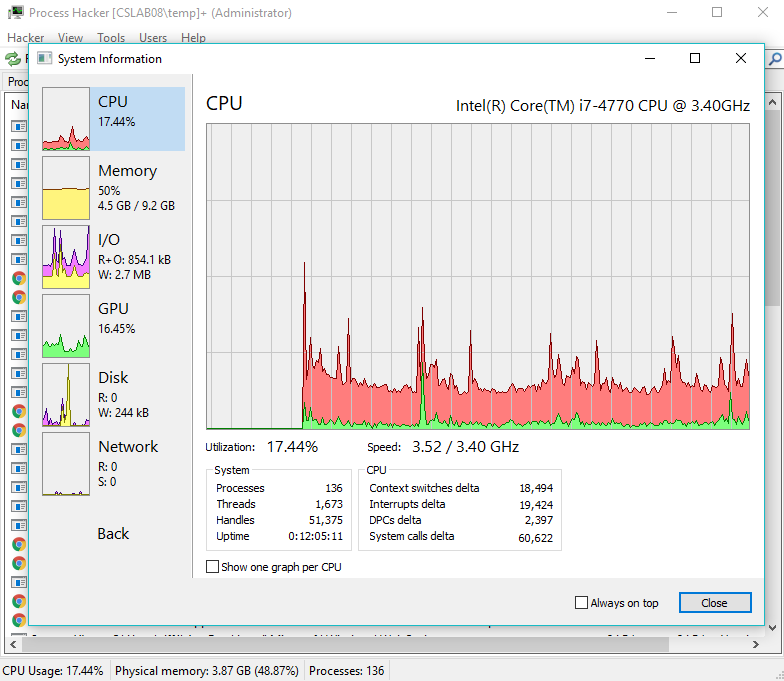 Process Hacker [CSLAB08\temp]+ (Administrator)
Hacker View Tools Users Help
System Information
CPU
17.44%
Memory
50%
4.5 GB / 9.2 GB
I/O
R+O: 854.1 kB
W: 2.7 MB
GPU
16.45%
Disk
R: 0
W: 244 kB
Network
R: 0
S: 0
Back
CPU Intel(R) Core(TM) i7-4770 CPU @ 3.40GHz
Utilization: 17.44% Speed: 3.52 / 3.40 GHz
System
Processes 136
Threads 1,673
Handles 51,375
Uptime 0:12:05:11
CPU
Context switches delta 18,494
Interrupts delta 19,424
DPCs delta 2,397
System calls delta 60,622
Show one graph per CPU
Always on top Close
CPU Usage: 17.44% Physical memory: 3.87 GB (48.87%) Processes: 136